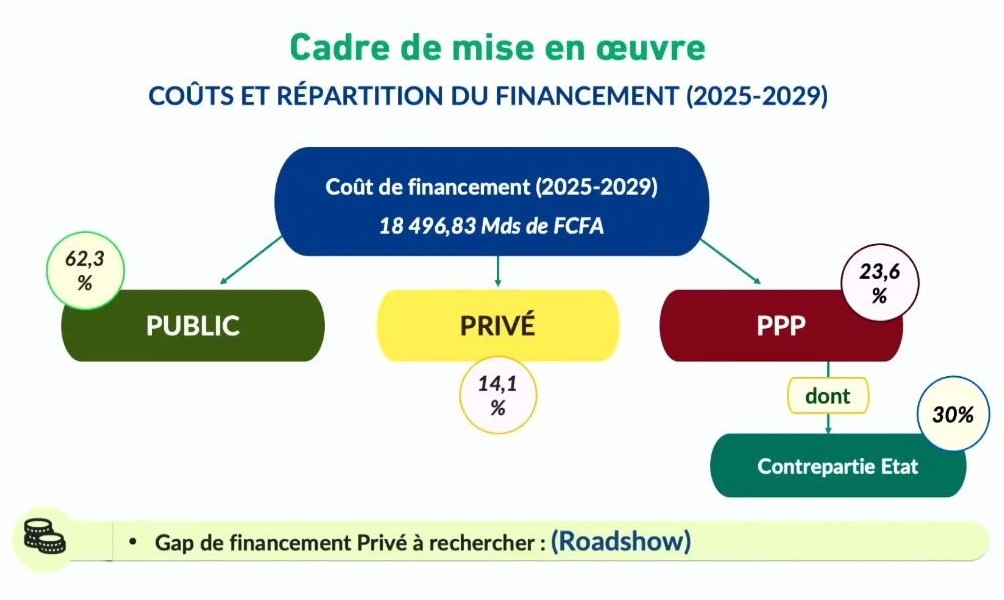 Cadre de mise en œuvre
COÛTS ET RÉPARTITION DU FINANCEMENT (2025-2029)
Coût de financement (2025-2029)
18 496,83 Mds de FCFA
62,3
%
PUBLIC
PRIVÉ
14,1
%
23,6
%
PPP
dont
30%
Contrepartie Etat
• Gap de financement Privé à rechercher : (Roadshow)